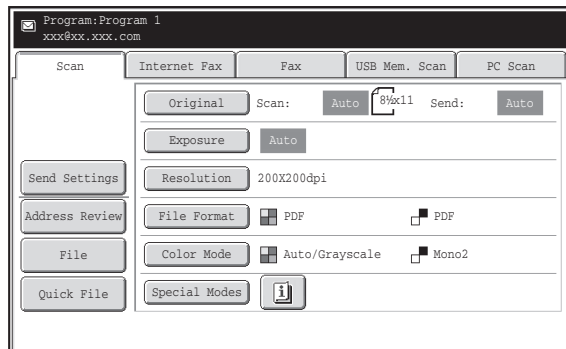 Program:Program 1
xxx@xx.xxx.com
Scan Internet Fax Fax USB Mem. Scan PC Scan
Original Scan: Auto 8½x11 Send: Auto
Exposure Auto
Send Settings Resolution 200X200dpi
Address Review File Format PDF PDF
File Color Mode Auto/Grayscale Mono2
Quick File Special Modes i